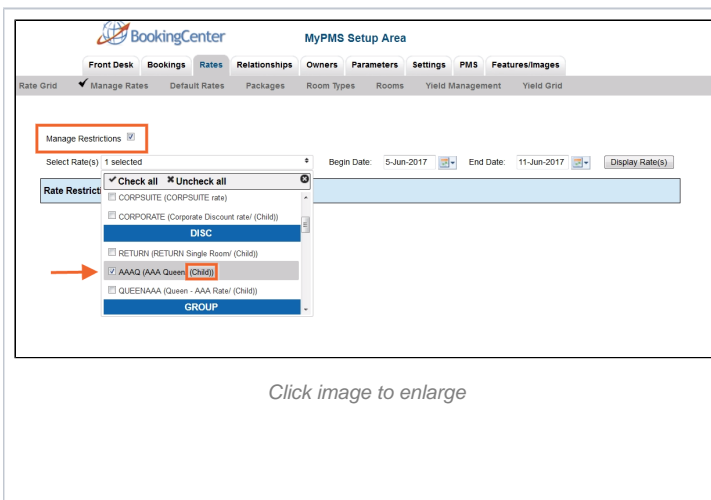 BookingCenter MyPMS Setup Area
Front Desk Bookings Rates Relationships Owners Parameters Settings PMS Features/Images
Rate Grid Manage Rates Default Rates Packages Room Types Rooms Yield Management Yield Grid
Manage Restrictions
Select Rate(s) 1 selected Begin Date: 5-Jun-2017 End Date: 11-Jun-2017 Display Rate(s)
Check all Uncheck all
Rate Restricti
CORPSUITE (CORPSUITE rate)
CORPORATE (Corporate Discount rate/ (Child))
DISC
RETURN (RETURN Single Room/ (Child))
AAAQ (AAA Queen/ (Child))
QUEENAAA (Queen - AAA Rate/ (Child))
GROUP
Click image to enlarge